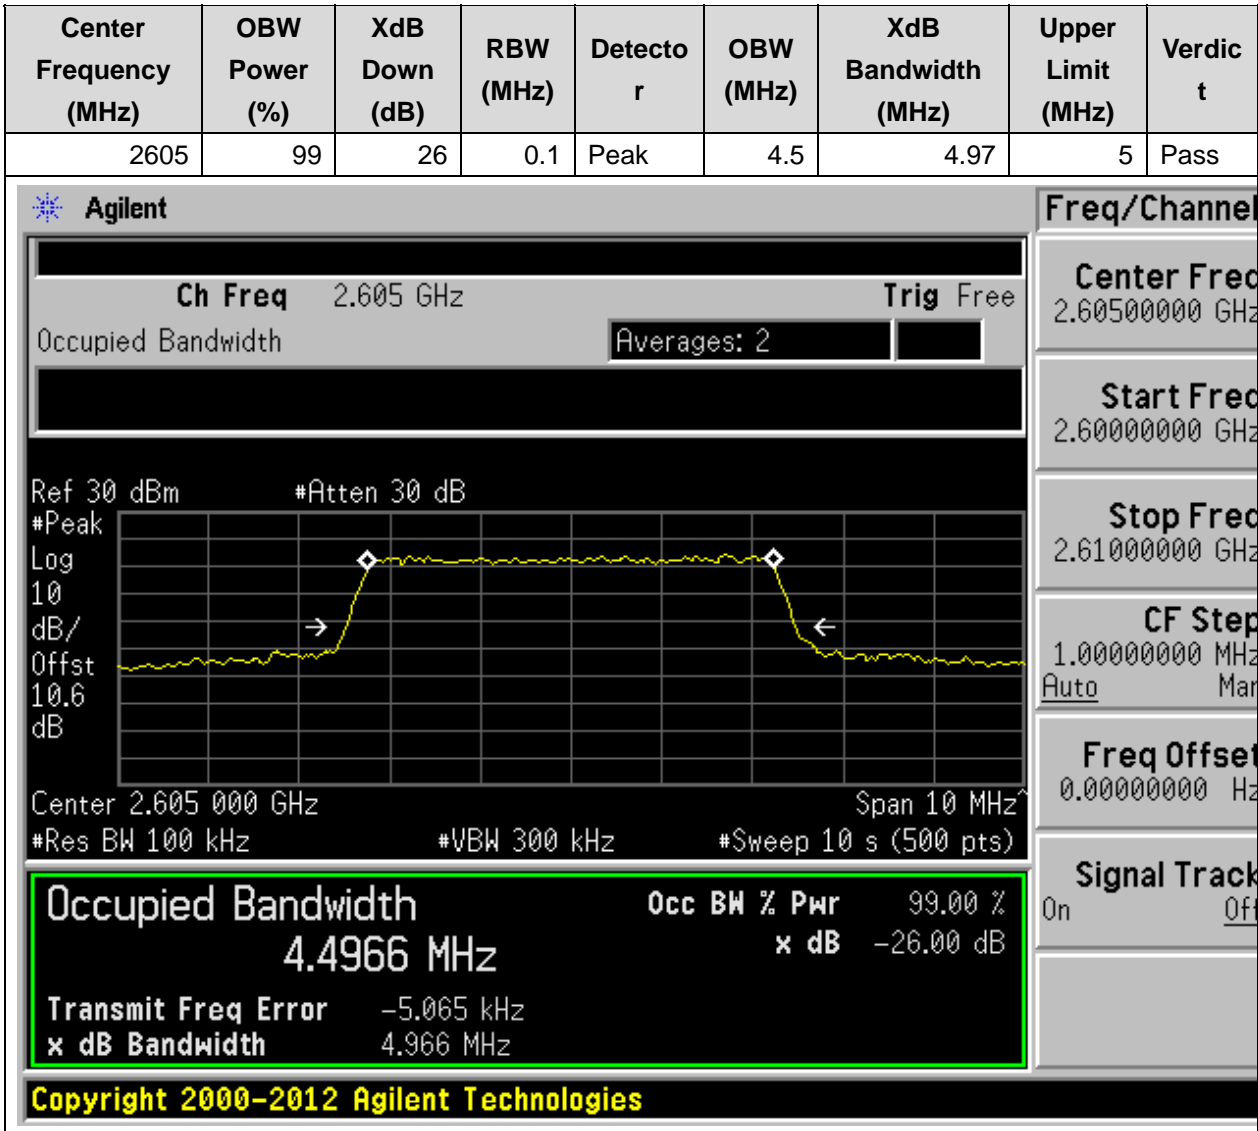 Center Frequency (MHz) OBW Power (%) XdB Down (dB) RBW (MHz) Detector OBW (MHz) XdB Bandwidth (MHz) Upper Limit (MHz) Verdict
2605 99 26 0.1 Peak 4.5 4.97 5 Pass
Agilent
Freq/Channel
Ch Freq 2.605 GHz Trig Free
Occupied Bandwidth Averages: 2
Center Freq
2.60500000 GHz
Start Freq
2.60000000 GHz
Stop Freq
2.61000000 GHz
CF Step
1.00000000 MHz
Auto Man
Freq Offset
0.00000000 Hz
Signal Track
On Off
Ref 30 dBm #Atten 30 dB
#Peak
Log
10
dB/
Offst
10.6
dB
Center 2.605 000 GHz Span 10 MHz^
#Res BW 100 kHz #VBW 300 kHz #Sweep 10 s (500 pts)
Occupied Bandwidth
4.4966 MHz
Occ BW % Pwr 99.00 %
x dB -26.00 dB
Transmit Freq Error -5.065 kHz
x dB Bandwidth 4.966 MHz
Copyright 2000-2012 Agilent Technologies